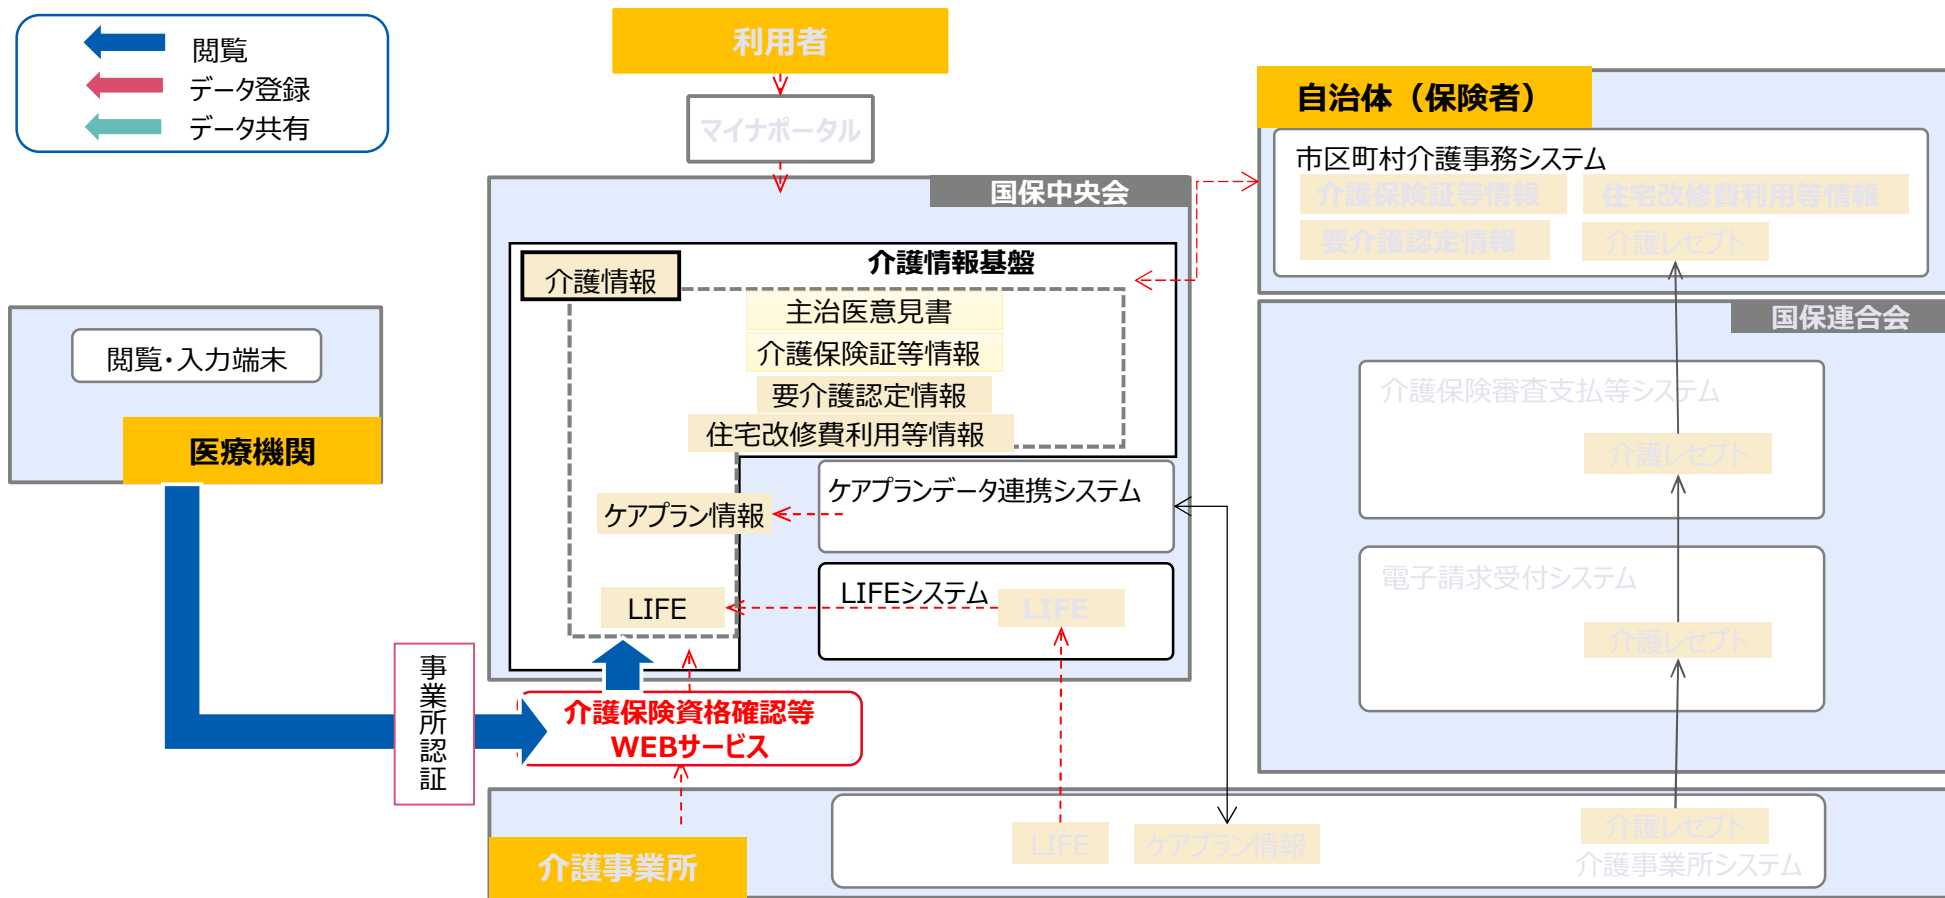 閲覧
データ登録
データ共有
利用者
マイナポータル
国保中央会
介護情報基盤
介護情報
主治医意見書
介護保険証等情報
要介護認定情報
住宅改修費利用等情報
ケアプラン情報
ケアプランデータ連携システム
LIFE
LIFEシステム
LIFE
閲覧・入力端末
医療機関
事業所認証
介護保険資格確認等
WEBサービス
自治体（保険者）
市区町村介護事務システム
介護保険証等情報
住宅改修費利用等情報
要介護認定情報
介護レセプト
国保連合会
介護保険審査支払等システム
介護レセプト
電子請求受付システム
介護レセプト
介護事業所
LIFE
ケアプラン情報
介護レセプト
介護事業所システム